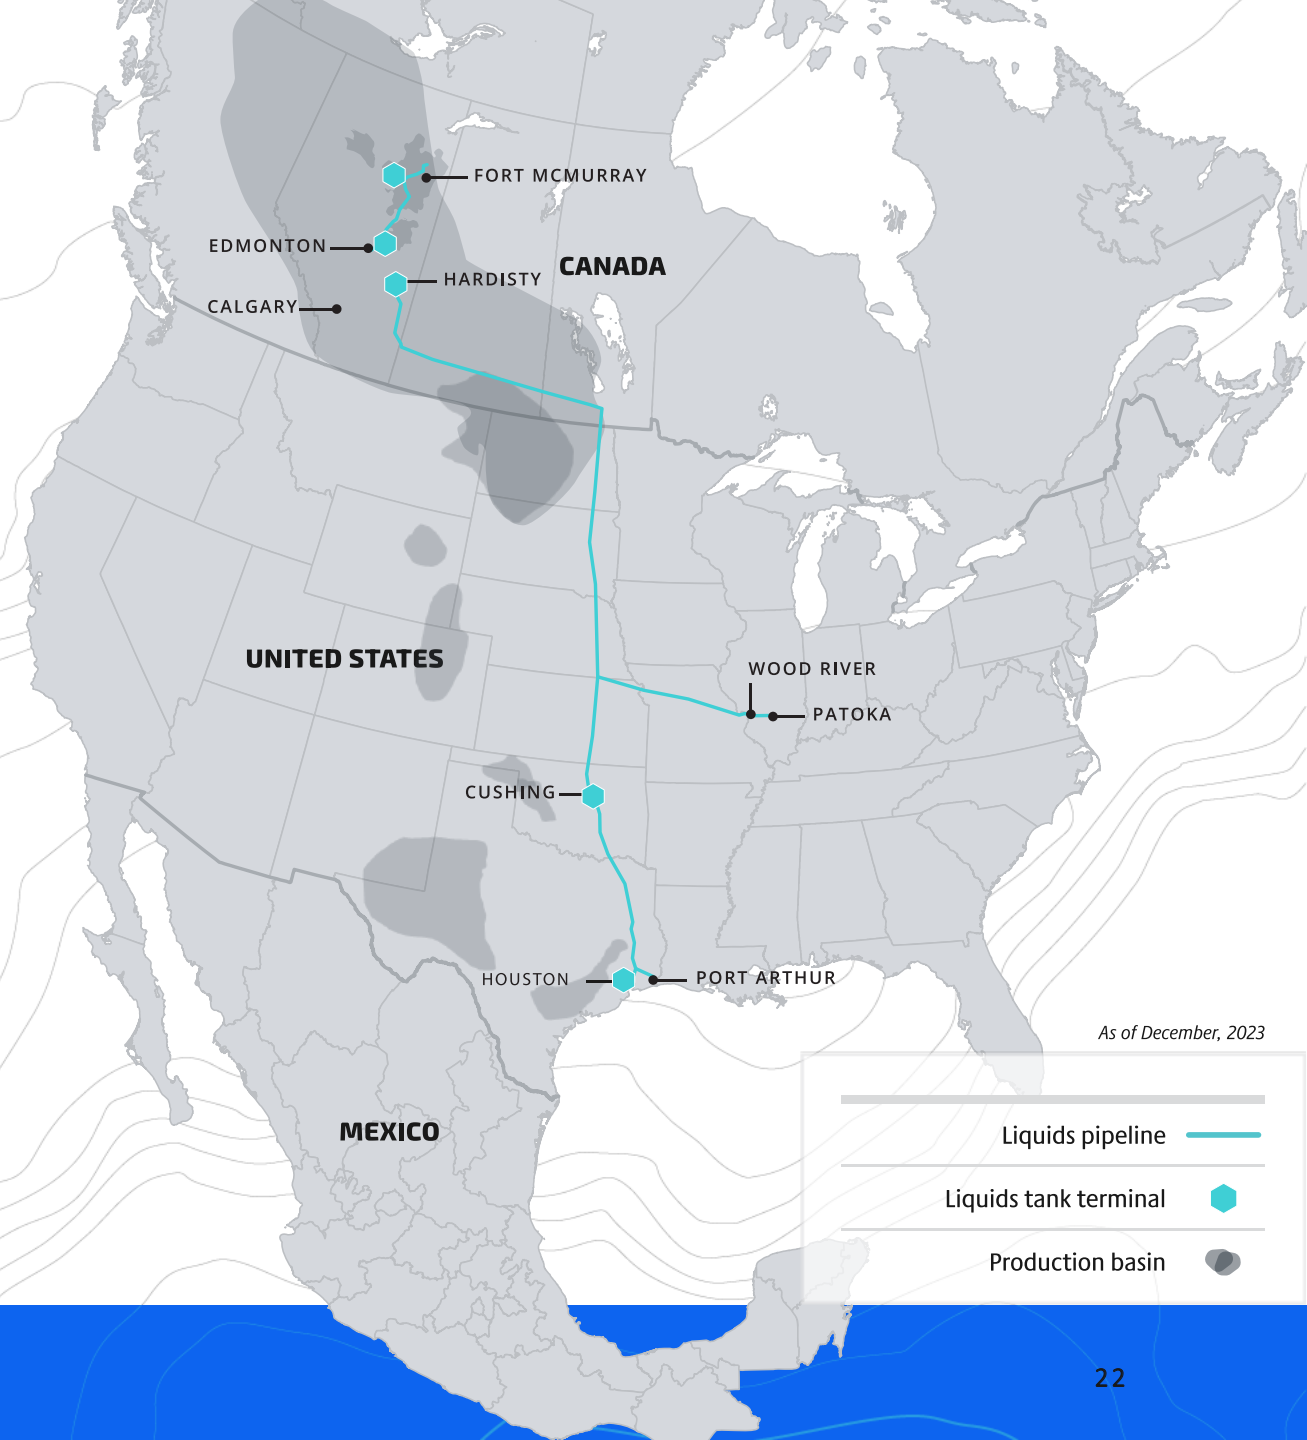 FORT MCMURRAY
EDMONTON
CANADA
HARDISTY
CALGARY
UNITED STATES
WOOD RIVER
PATOKA
CUSHING
HOUSTON
PORT ARTHUR
As of December, 2023
MEXICO
Liquids pipeline
Liquids tank terminal
Production basin
22